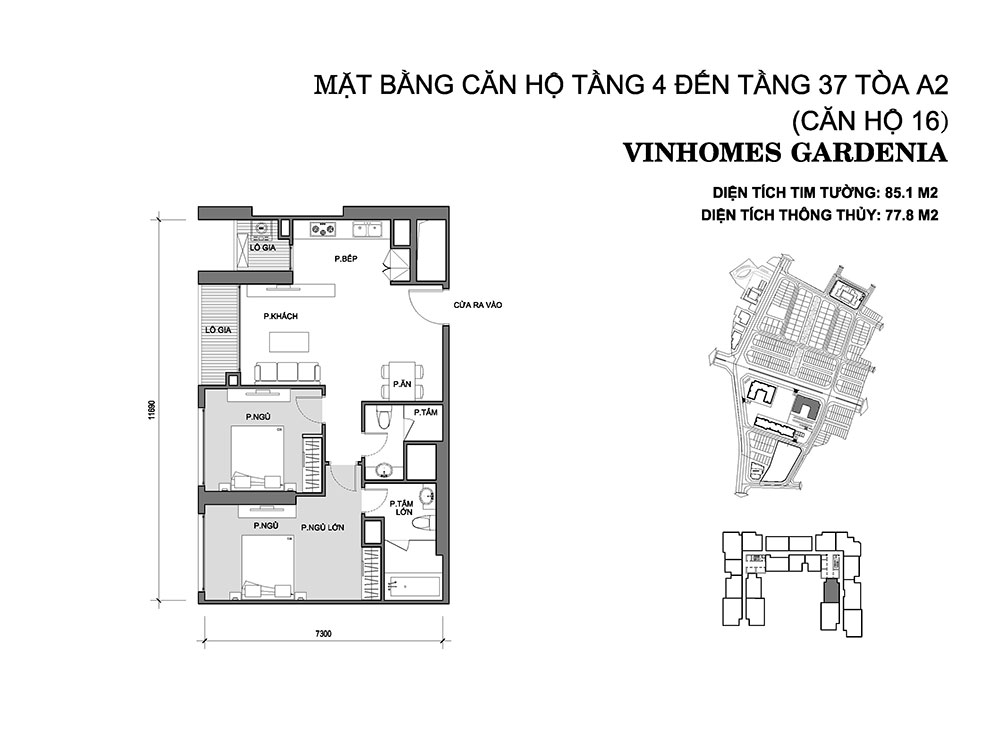 MẶT BẰNG CĂN HỘ TẦNG 4 ĐẾN TẦNG 37 TÒA A2
(CĂN HỘ 16)
VINHOMES GARDENIA
DIỆN TÍCH TIM TƯỜNG: 85.1 M2
DIỆN TÍCH THÔNG THỦY: 77.8 M2
LÔ GIA
P.BẾP
CỬA RA VÀO
P.KHÁCH
LÔ GIA
P.ĂN
P.NGỦ
P.TẮM
11690
P.TẮM
LỚN
P.NGỦ
P.NGỦ LỚN
7300